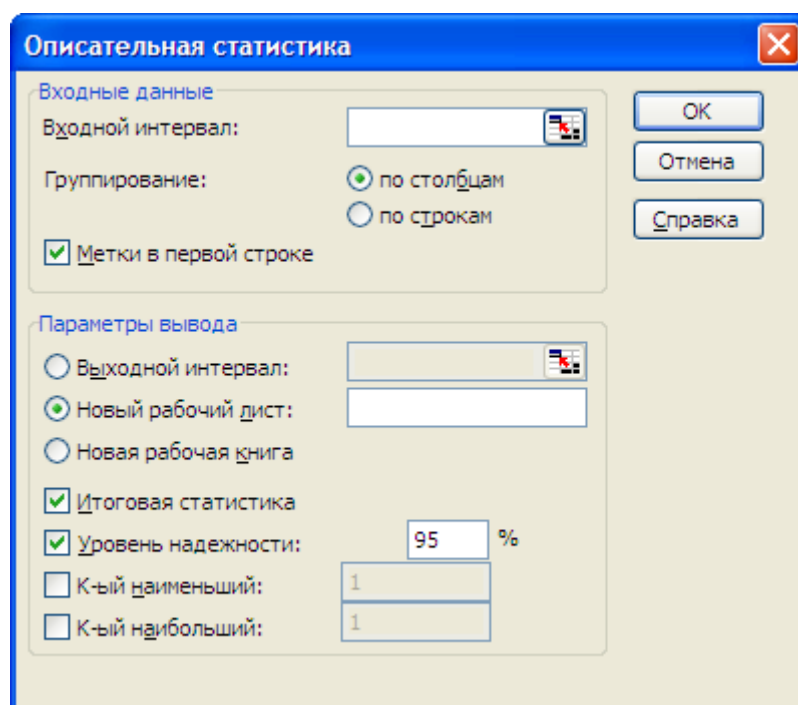 Описательная статистика
Входные данные
Входной интервал:
Группирование:
по столбцам
по строкам
Метки в первой строке
ОК
Отмена
Справка
Параметры вывода
Выходной интервал:
Новый рабочий лист:
Новая рабочая книга
Итоговая статистика
Уровень надежности: 95 %
К-ый наименьший: 1
К-ый наибольший: 1